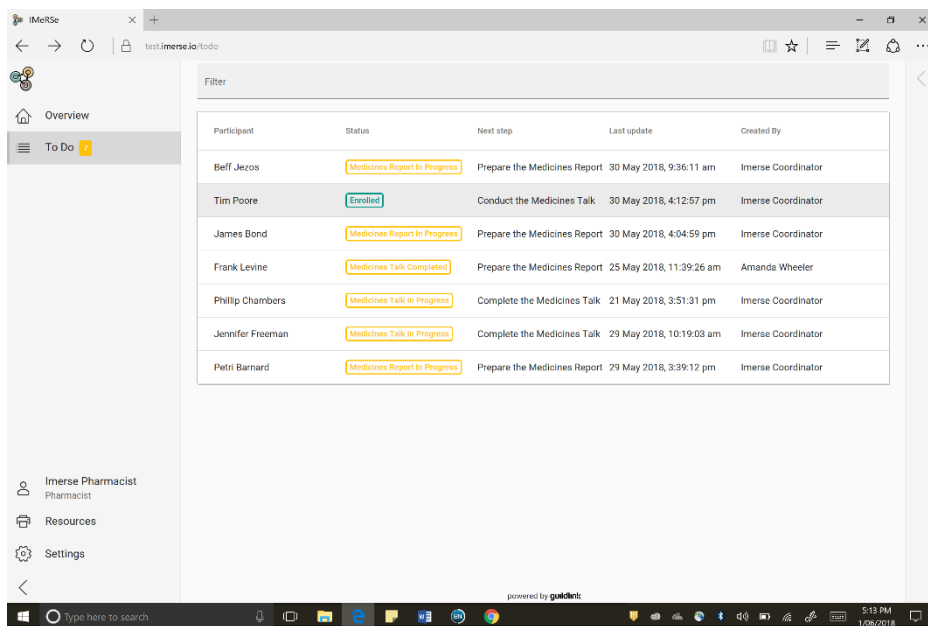 IMeRSe
test.imerse.io/todo
Filter
Overview
To Do 7
Participant Status Next step Last update Created By
Beff Jezos Medicines Report In Progress Prepare the Medicines Report 30 May 2018, 9:36:11 am Imerse Coordinator
Tim Poore Enrolled Conduct the Medicines Talk 30 May 2018, 4:12:57 pm Imerse Coordinator
James Bond Medicines Report In Progress Prepare the Medicines Report 30 May 2018, 4:04:59 pm Imerse Coordinator
Frank Levine Medicines Talk Completed Prepare the Medicines Report 25 May 2018, 11:39:26 am Amanda Wheeler
Phillip Chambers Medicines Talk In Progress Complete the Medicines Talk 21 May 2018, 3:51:31 pm Imerse Coordinator
Jennifer Freeman Medicines Talk In Progress Complete the Medicines Talk 29 May 2018, 10:19:03 am Imerse Coordinator
Petri Barnard Medicines Report In Progress Prepare the Medicines Report 29 May 2018, 3:39:12 pm Imerse Coordinator
Imerse Pharmacist
Pharmacist
Resources
Settings
powered by guildlink
Type here to search
EN
5:13 PM
1/06/2018